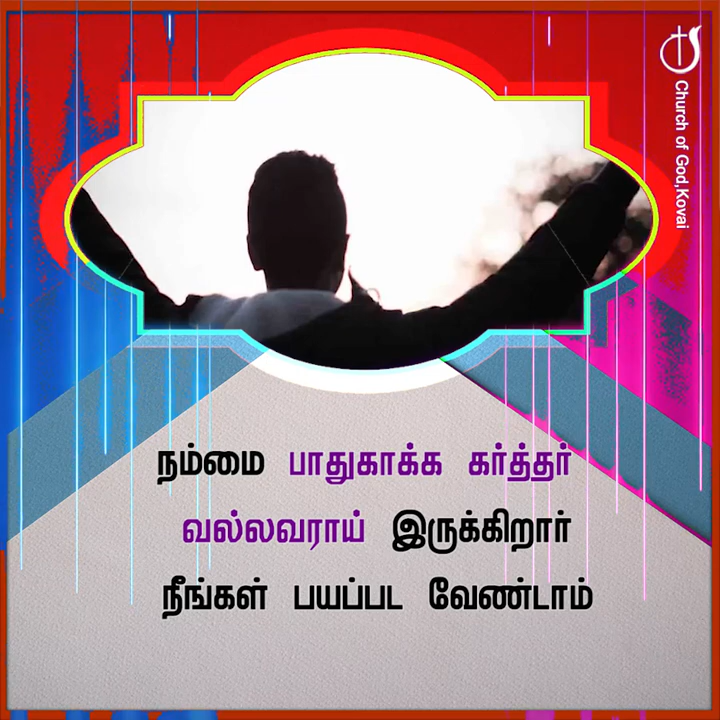 Church of God,Kovai
நம்மை பாதுகாக்க கர்த்தர்
வல்லவராய் இருக்கிறார்
நீங்கள் பயப்பட வேண்டாம்